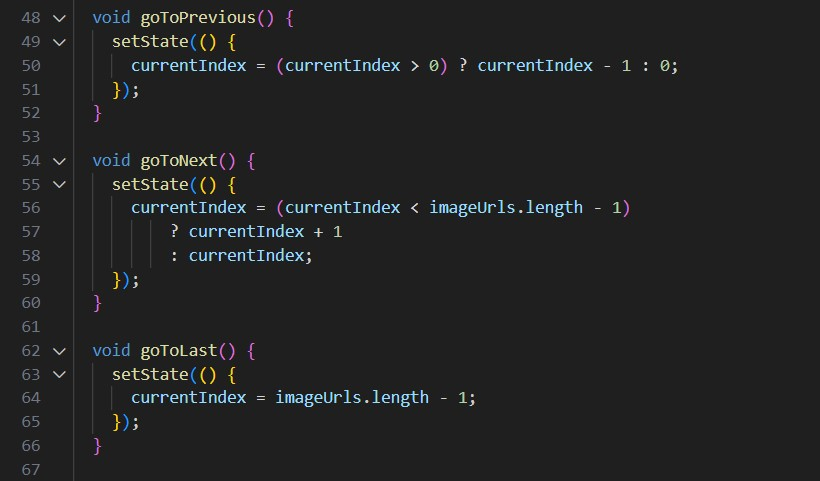 48 void goToPrevious() {
49 setState(() {
50 currentIndex = (currentIndex > 0) ? currentIndex - 1 : 0;
51 });
52 }
53
54 void goToNext() {
55 setState(() {
56 currentIndex = (currentIndex < imageUrls.length - 1)
57 ? currentIndex + 1
58 : currentIndex;
59 });
60 }
61
62 void goToLast() {
63 setState(() {
64 currentIndex = imageUrls.length - 1;
65 });
66 }
67